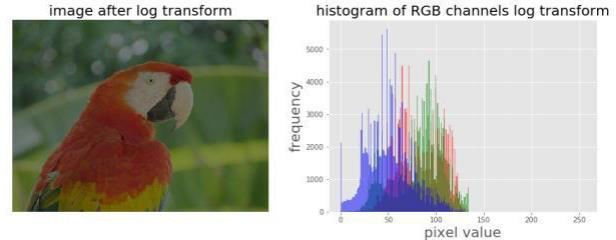 image after log transform
histogram of RGB channels log transform
frequency
5000
4000
3000
2000
1000
0
0 50 100 150 200 250
pixel value